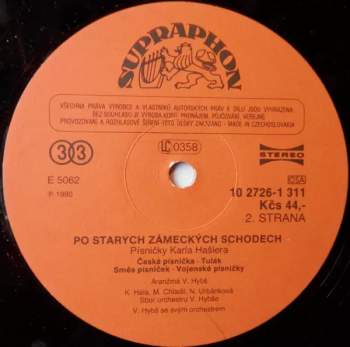 SUPRAPHON
VŠECHNA PRÁVA VÝROBCE A VLASTNÍKŮ AUTORSKÝCH PRÁV K DÍLU JSOU VYHRAZENA.
BEZ SOUHLASU JE VÝROBA KOPIÍ, PRONÁJEM, PŮJČOVÁNÍ, VEŘEJNÉ
PROVOZOVÁNÍ A ROZHLASOVÉ ŠÍŘENÍ TÉTO DESKY ZAKÁZÁNO - MADE IN CZECHOSLOVAKIA
33
LC 0358
STEREO
E 5062
℗ 1980
SA
10 2726-1 311
Kčs 44,-
2. STRANA
PO STARÝCH ZÁMECKÝCH SCHODECH
Písničky Karla Hašlera
Česká písnička - Tulák
Směs písniček - Vojenské písničky
Aranžmá V. Hybš
K. Hála, M. Chladil, N. Urbánková
Sbor orchestru V. Hybše
V. Hybš se svým orchestrem